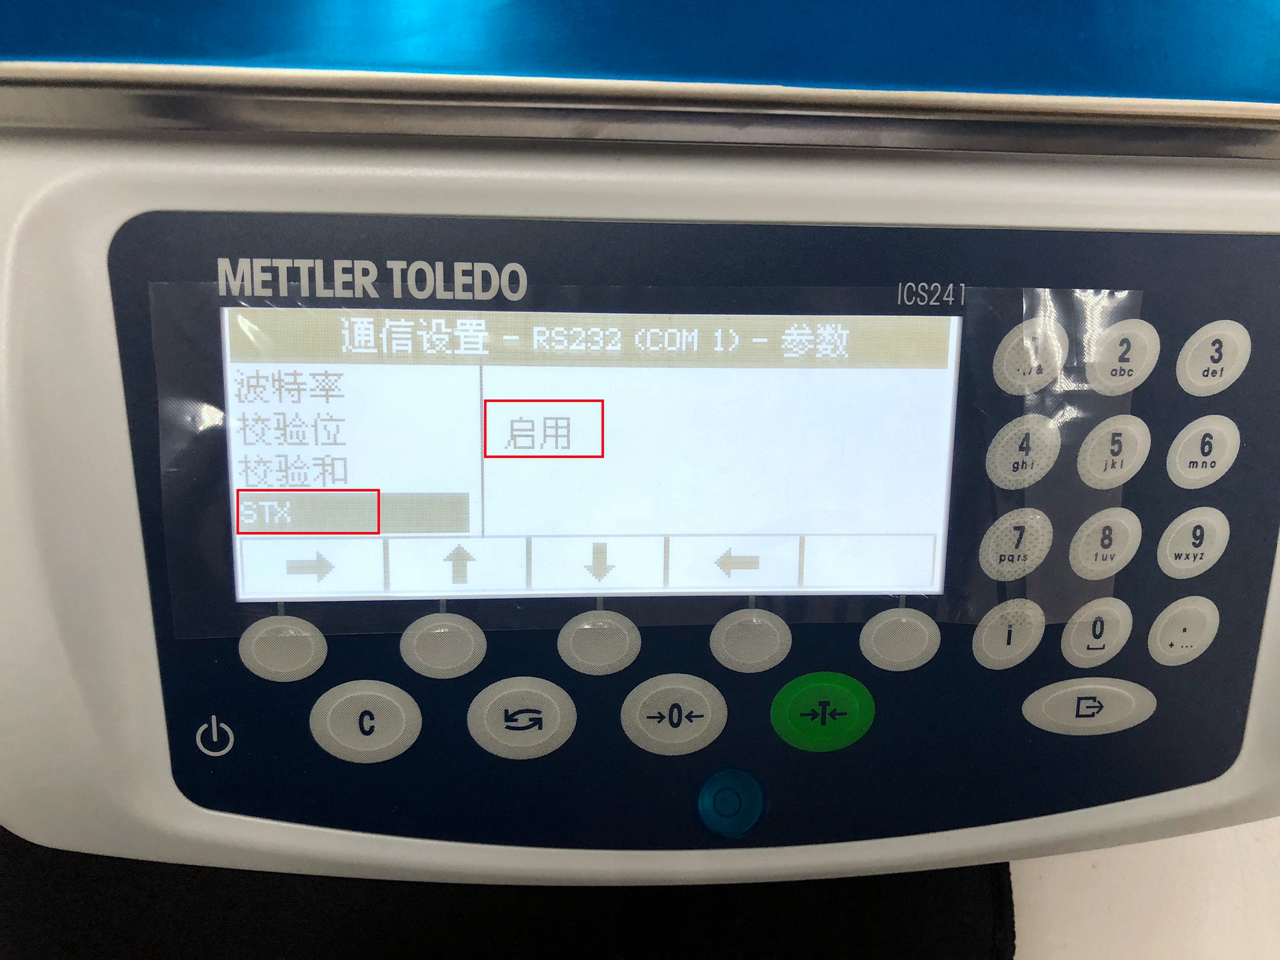 METTLER TOLEDO
ICS241
通信设置 - RS232 (COM 1) - 参数
波特率
校验位
启用
校验和
STX
1
2 abc
3 def
4 ghi
5 jkl
6 mno
7 pqrs
8 tuv
9 wxyz
i
0
. + ...
C
→0←
→T←